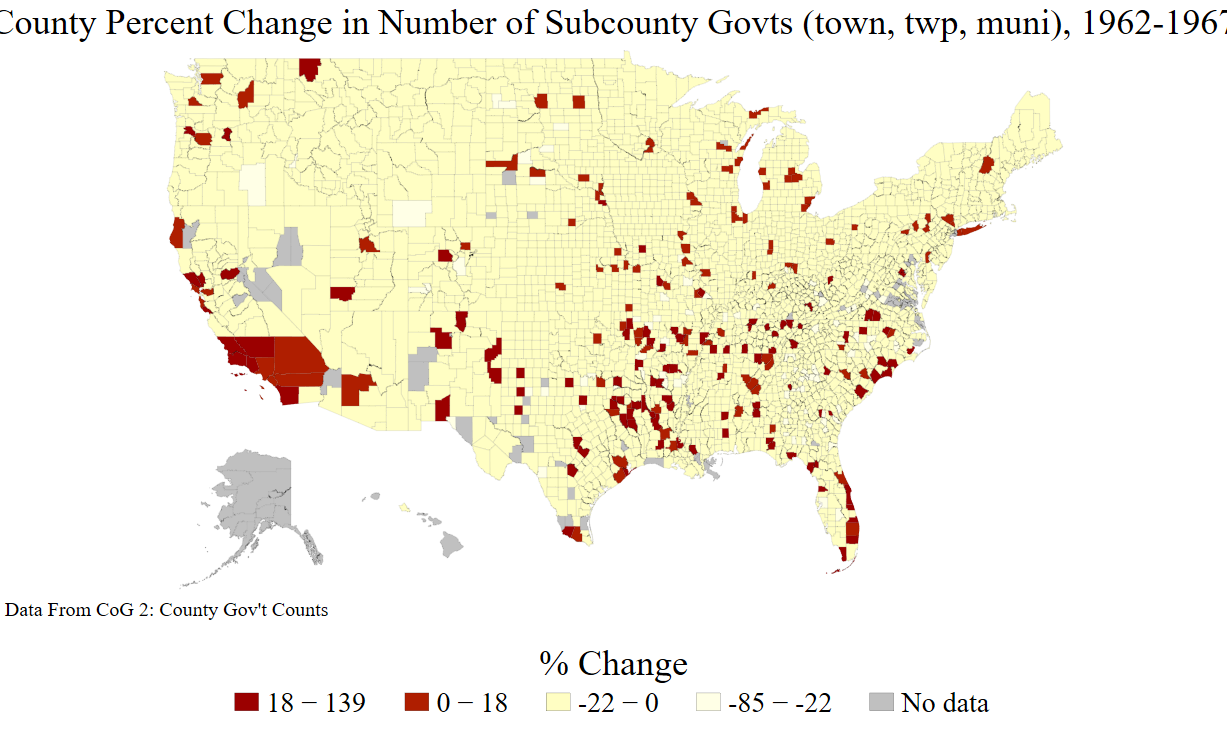 County Percent Change in Number of Subcounty Govts (town, twp, muni), 1962-1967
Data From CoG 2: County Gov't Counts
% Change
18 − 139
0 − 18
-22 − 0
-85 − -22
No data